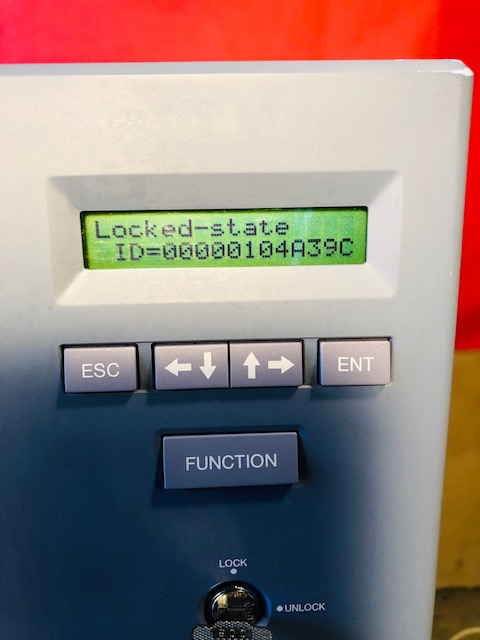 Locked-state
ID=00000104A39C
ESC
←↓
↑→
ENT
FUNCTION
LOCK
UNLOCK